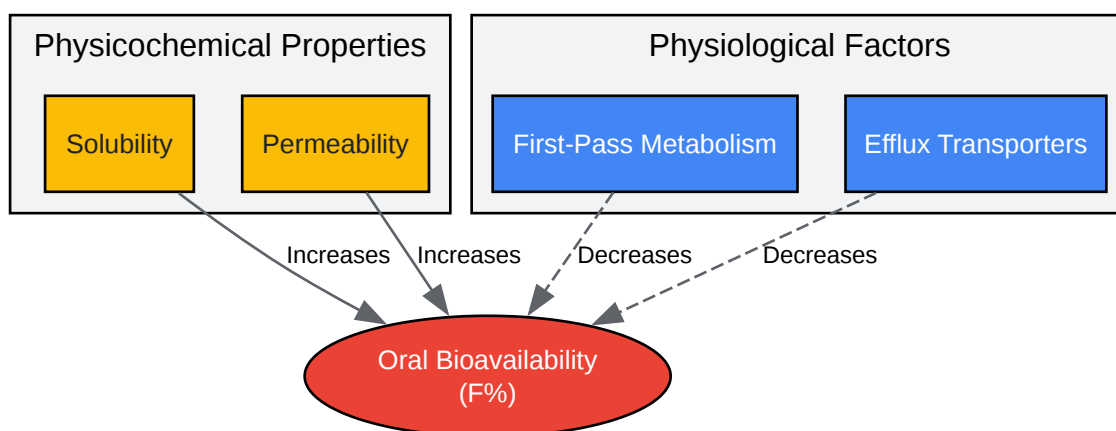 Physicochemical Properties
Physiological Factors
Solubility
Permeability
First-Pass Metabolism
Efflux Transporters
Increases
Increases
Decreases
Decreases
Oral Bioavailability
(F%)